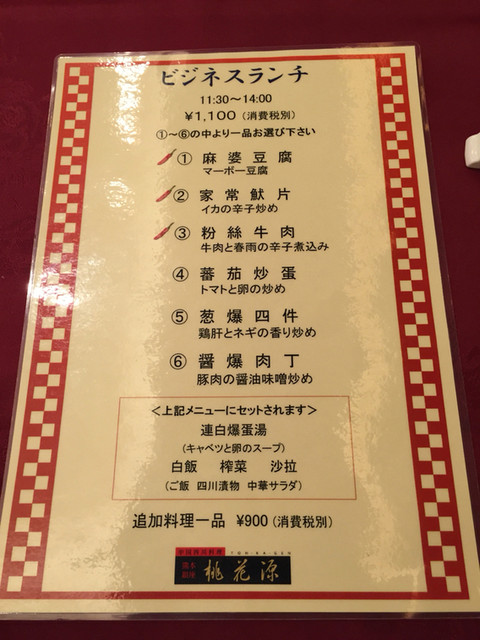 ビジネスランチ
11:30〜14:00
¥1,100（消費税別）
①〜⑥の中より一品お選び下さい
① 麻婆豆腐
マーボー豆腐
② 家常魷片
イカの辛子炒め
③ 粉絲牛肉
牛肉と春雨の辛子煮込み
④ 蕃茄炒蛋
トマトと卵の炒め
⑤ 葱爆四件
鶏肝とネギの香り炒め
⑥ 醤爆肉丁
豚肉の醤油味噌炒め
＜上記メニューにセットされます＞
連白爆蛋湯
（キャベツと卵のスープ）
白飯 榨菜 沙拉
（ご飯 四川漬物 中華サラダ）
追加料理一品 ¥900（消費税別）
中国四川料理 TOH-KA-GEN
桃花源